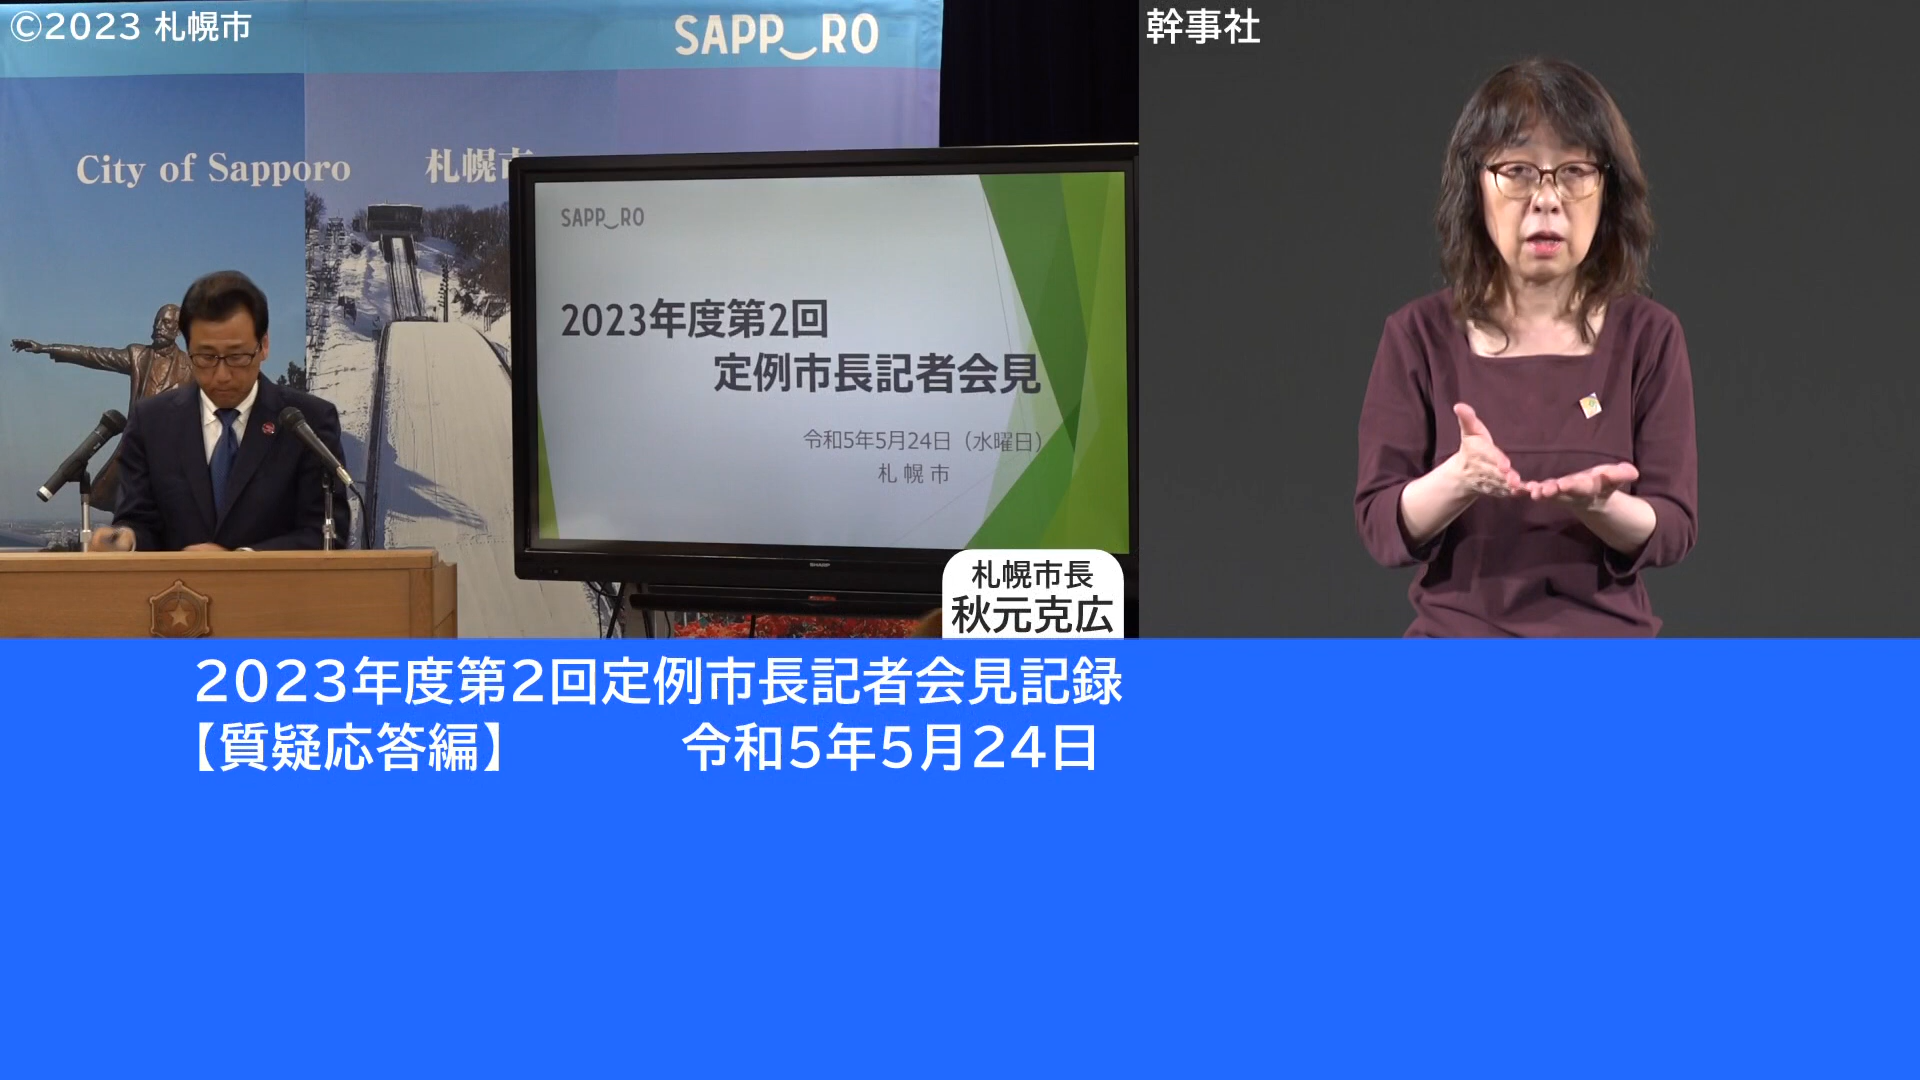 ©2023 札幌市
SAPP‿RO
City of Sapporo 札幌市
SAPP‿RO
2023年度第2回
定例市長記者会見
令和5年5月24日（水曜日）
札幌市
SHARP
札幌市長
秋元克広
幹事社
2023年度第2回定例市長記者会見記録
【質疑応答編】 令和5年5月24日